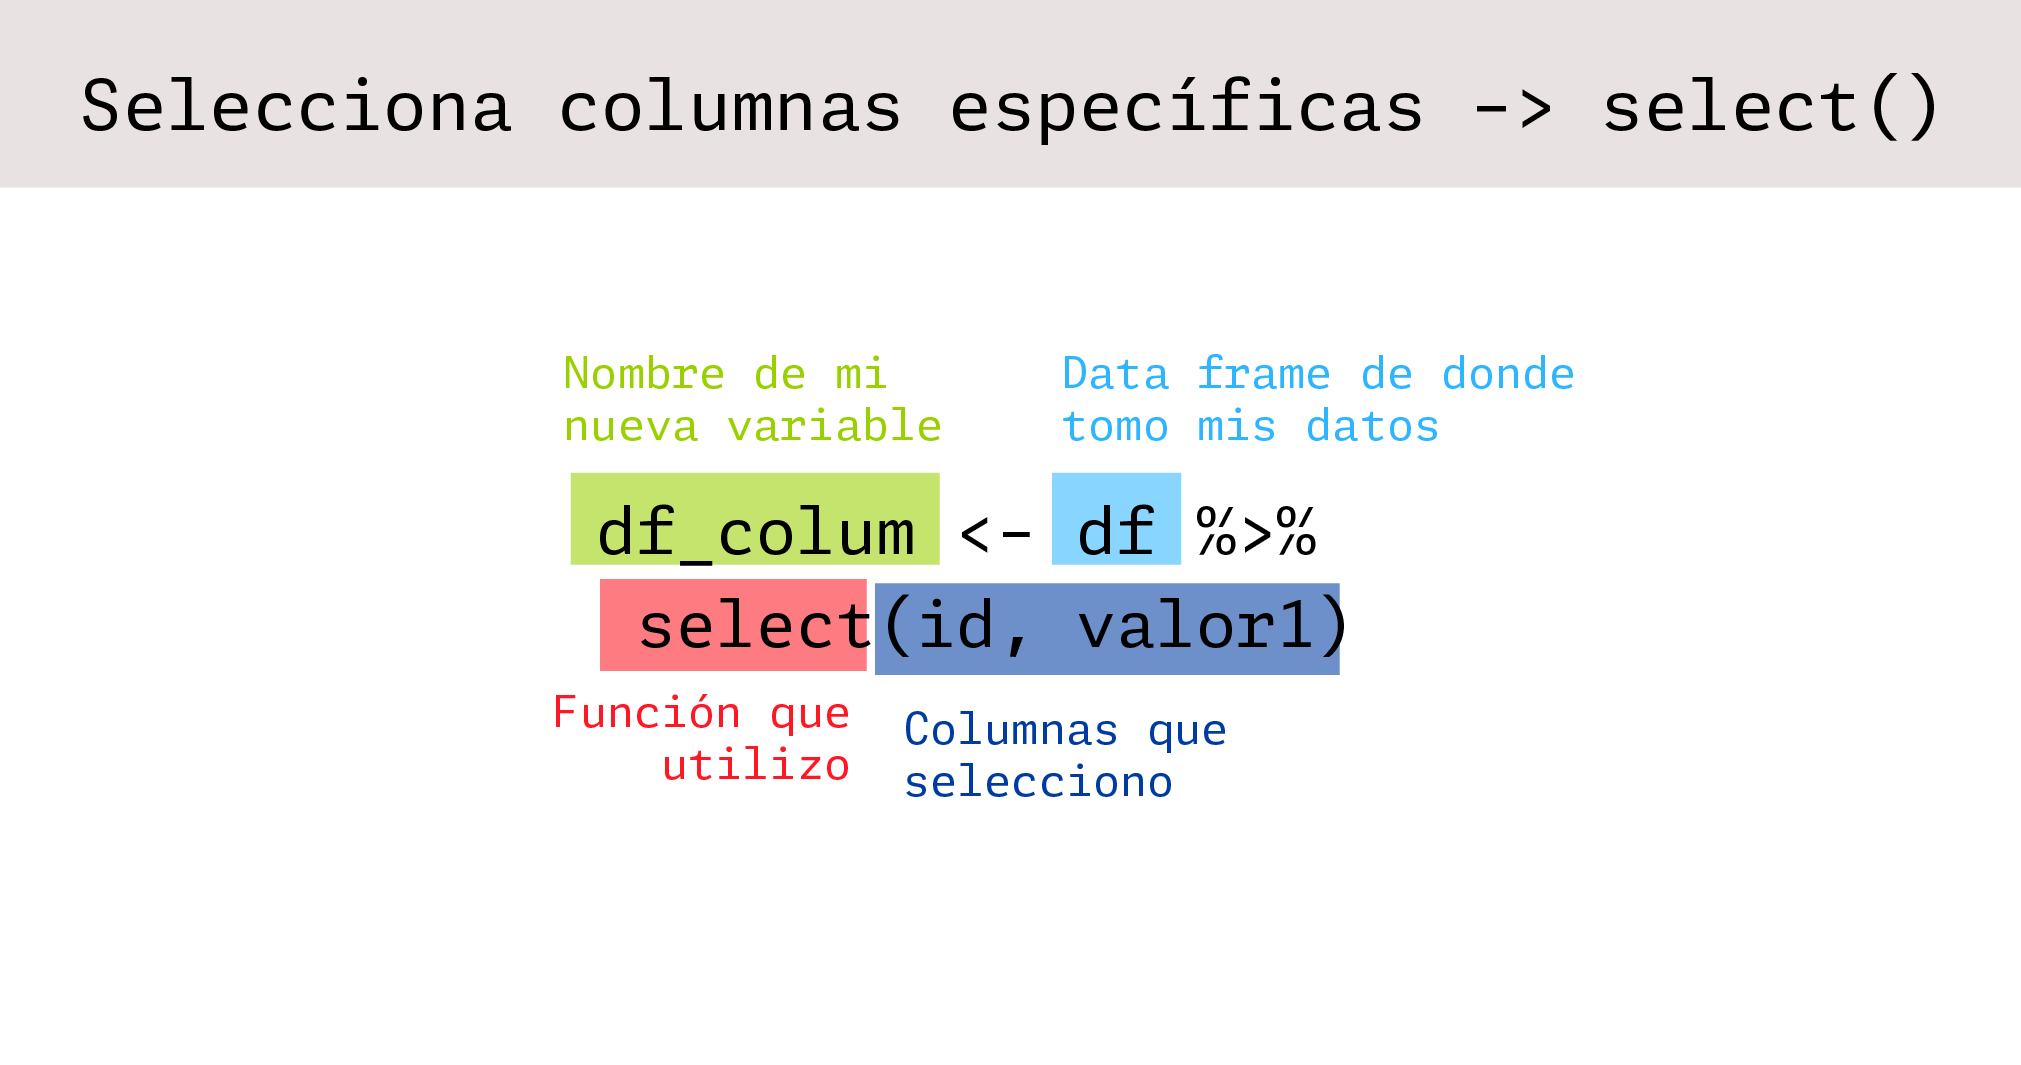 Selecciona columnas específicas -> select()
Nombre de mi
nueva variable
Data frame de donde
tomo mis datos
df_colum <- df %>%
select(id, valor1)
Función que
utilizo
Columnas que
selecciono